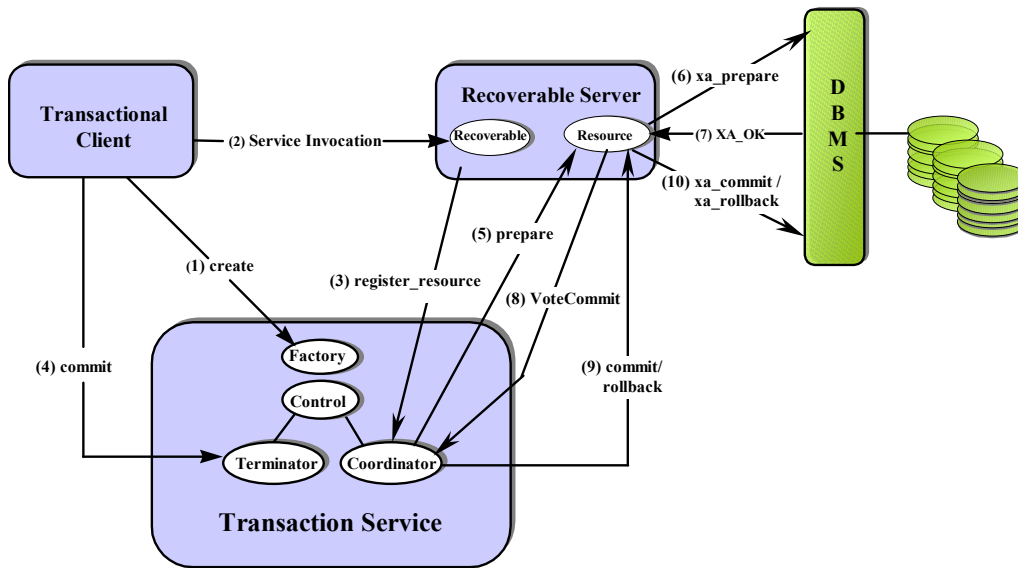 Transactional
Client
Recoverable Server
Recoverable
Resource
(2) Service Invocation
(6) xa_prepare
(7) XA_OK
(10) xa_commit /
xa_rollback
D
B
M
S
(1) create
(3) register_resource
(5) prepare
(8) VoteCommit
(4) commit
(9) commit/
rollback
Factory
Control
Terminator
Coordinator
Transaction Service